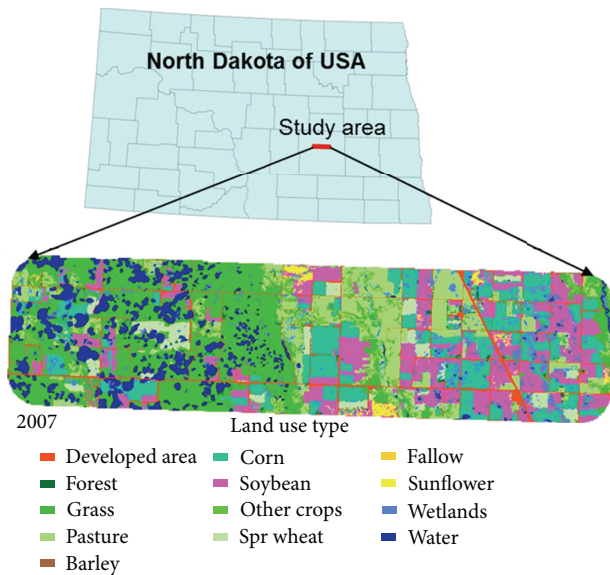 North Dakota of USA
Study area
2007
Land use type
Developed area
Forest
Grass
Pasture
Barley
Corn
Soybean
Other crops
Spr wheat
Fallow
Sunflower
Wetlands
Water